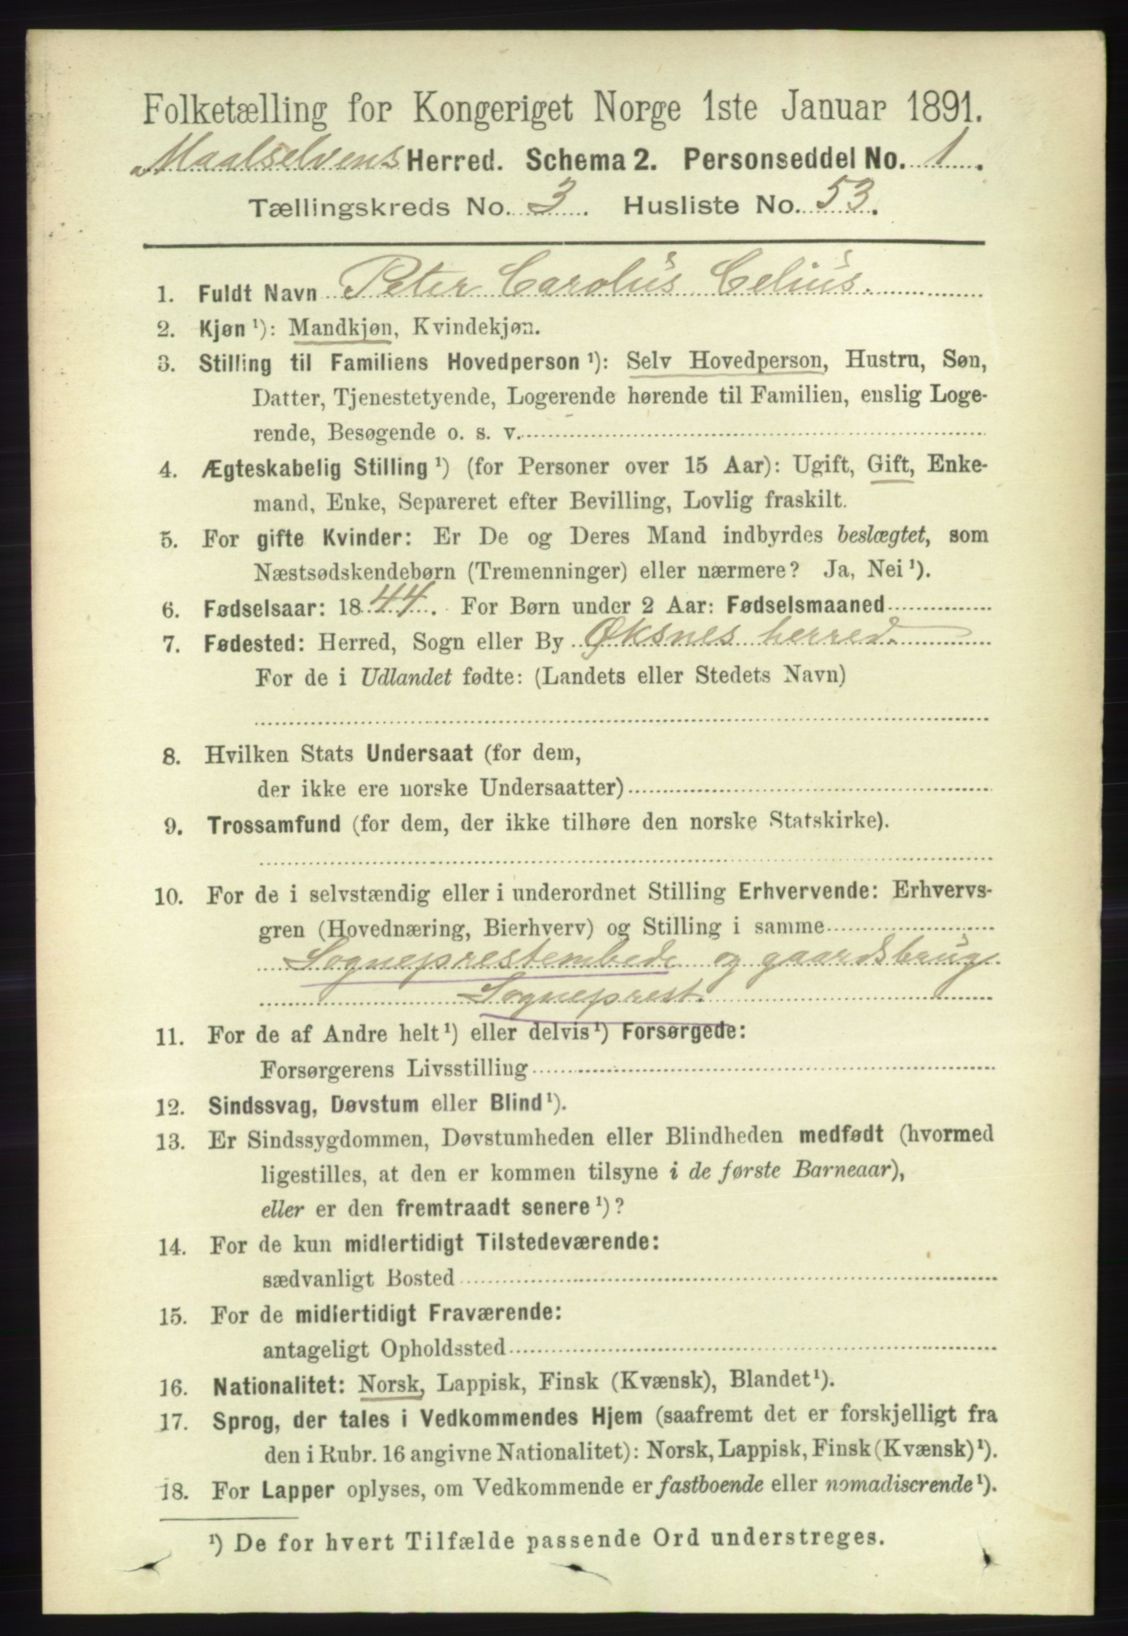 Folketælling for Kongeriget Norge 1ste Januar 1891.
Maalselvens Herred. Schema 2. Personseddel No. 1.
Tællingskreds No. 3. Husliste No. 53.
1. Fuldt Navn Peter Carolus Celius.
2. Kjøn ¹): Mandkjøn, Kvindekjøn.
3. Stilling til Familiens Hovedperson ¹): Selv Hovedperson, Hustru, Søn,
Datter, Tjenestetyende, Logerende hørende til Familien, enslig Loge-
rende, Besøgende o. s. v.
4. Ægteskabelig Stilling ¹) (for Personer over 15 Aar): Ugift, Gift, Enke-
mand, Enke, Separeret efter Bevilling, Lovlig fraskilt.
5. For gifte Kvinder: Er De og Deres Mand indbyrdes beslægtet, som
Næstsødskendebørn (Tremenninger) eller nærmere? Ja, Nei ¹).
6. Fødselsaar: 1844. For Børn under 2 Aar: Fødselsmaaned
7. Fødested: Herred, Sogn eller By Øksnes herred.
For de i Udlandet fødte: (Landets eller Stedets Navn)
8. Hvilken Stats Undersaat (for dem,
der ikke ere norske Undersaatter)
9. Trossamfund (for dem, der ikke tilhøre den norske Statskirke).
10. For de i selvstændig eller i underordnet Stilling Erhvervende: Erhvervs-
gren (Hovednæring, Bierhverv) og Stilling i samme
Sogneprestembede og gaardsbrug.
Sogneprest.
11. For de af Andre helt ¹) eller delvis ¹) Forsørgede:
Forsørgerens Livsstilling
12. Sindssvag, Døvstum eller Blind ¹).
13. Er Sindssygdommen, Døvstumheden eller Blindheden medfødt (hvormed
ligestilles, at den er kommen tilsyne i de første Barneaar),
eller er den fremtraadt senere ¹)?
14. For de kun midlertidigt Tilstedeværende:
sædvanligt Bosted
15. For de midlertidigt Fraværende:
antageligt Opholdssted
16. Nationalitet: Norsk, Lappisk, Finsk (Kvænsk), Blandet ¹).
17. Sprog, der tales i Vedkommendes Hjem (saafremt det er forskjelligt fra
den i Rubr. 16 angivne Nationalitet): Norsk, Lappisk, Finsk (Kvænsk) ¹).
18. For Lapper oplyses, om Vedkommende er fastboende eller nomadiserende ¹).
¹) De for hvert Tilfælde passende Ord understreges.